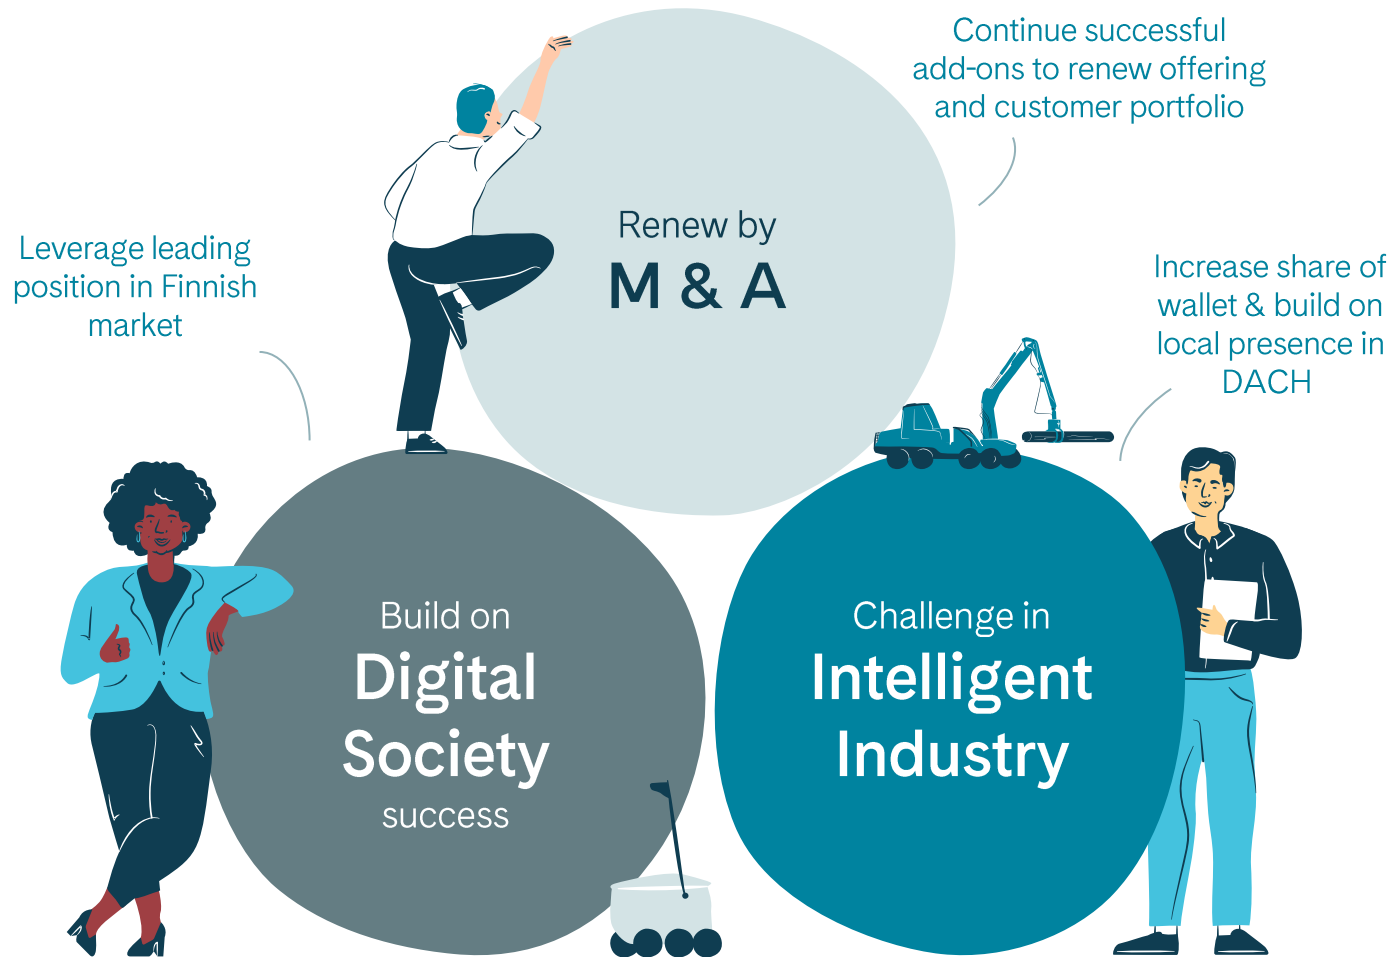 Continue successful
add-ons to renew offering
and customer portfolio
Renew by
M & A
Leverage leading
position in Finnish
market
Increase share of
wallet & build on
local presence in
DACH
Build on
Digital
Society
success
Challenge in
Intelligent
Industry